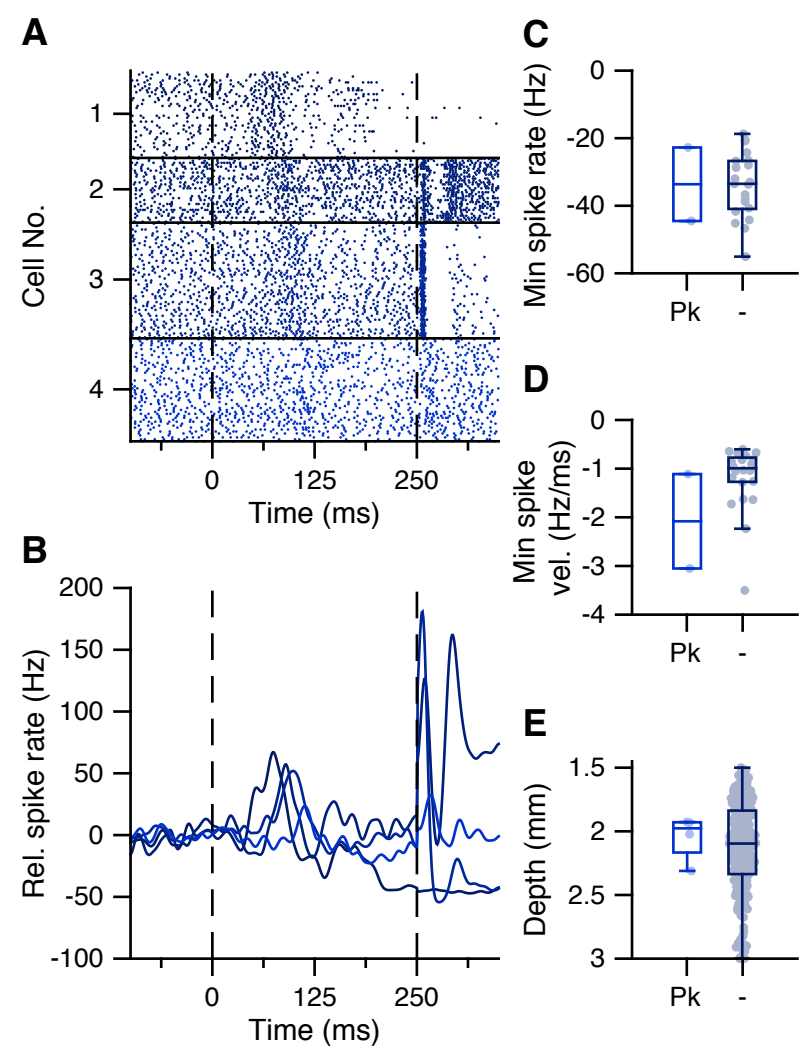 A
Cell No.
1
2
3
4
0 125 250
Time (ms)
B
Rel. spike rate (Hz)
200
150
100
50
0
-50
-100
0 125 250
Time (ms)
C
Min spike rate (Hz)
0
-20
-40
-60
Pk -
D
Min spike
vel. (Hz/ms)
0
-1
-2
-3
-4
Pk -
E
Depth (mm)
1.5
2
2.5
3
Pk -